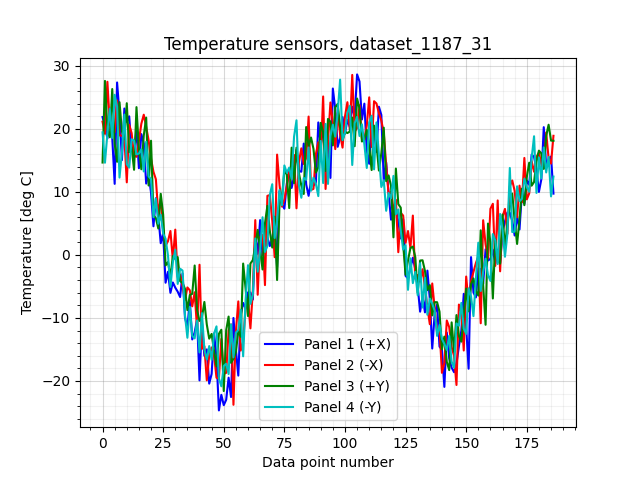 Temperature sensors, dataset_1187_31
30
20
10
0
−10
−20
Temperature [deg C]
Panel 1 (+X)
Panel 2 (-X)
Panel 3 (+Y)
Panel 4 (-Y)
0 25 50 75 100 125 150 175
Data point number